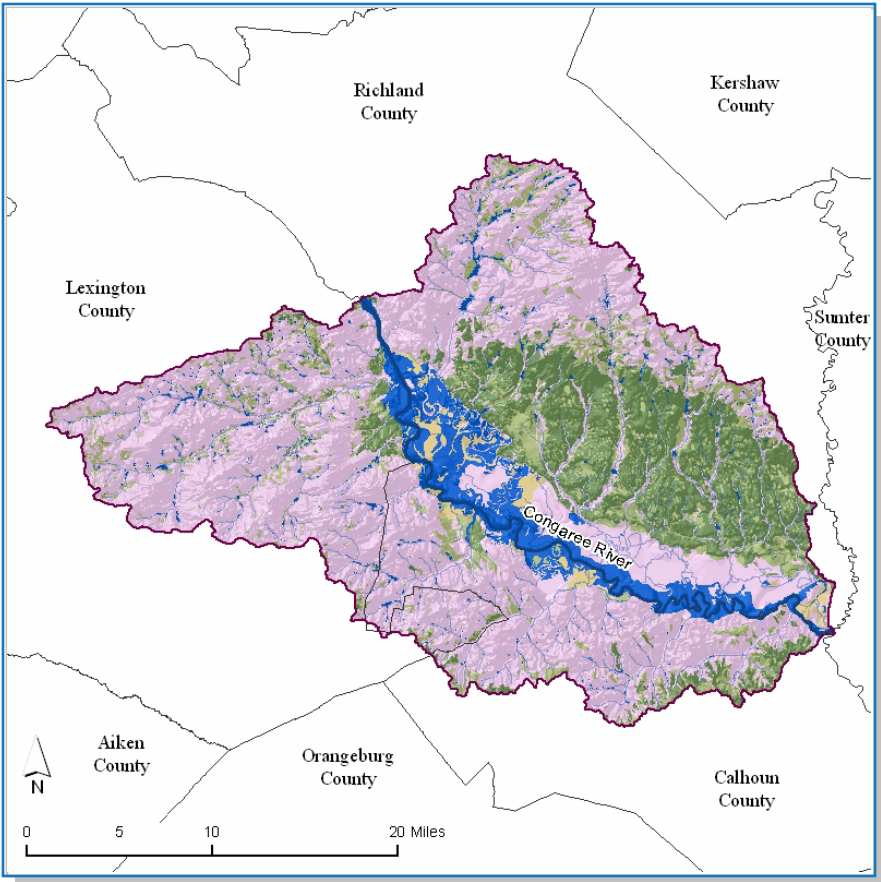 Richland
County
Kershaw
County
Lexington
County
Sumter
County
Congaree River
Aiken
County
Orangeburg
County
Calhoun
County
N
0 5 10 20 Miles